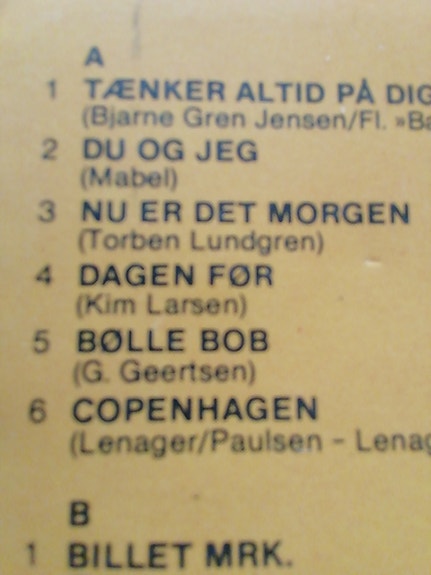 A
1 TÆNKER ALTID PÅ DIG
(Bjarne Gren Jensen/Fl. »Ba
2 DU OG JEG
(Mabel)
3 NU ER DET MORGEN
(Torben Lundgren)
4 DAGEN FØR
(Kim Larsen)
5 BØLLE BOB
(G. Geertsen)
6 COPENHAGEN
(Lenager/Paulsen – Lenag
B
1 BILLET MRK.